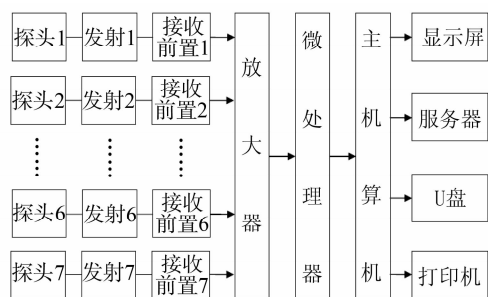 探头1 发射1 接收前置1
探头2 发射2 接收前置2
探头6 发射6 接收前置6
探头7 发射7 接收前置7
放大器
微处理器
主机算机
显示屏
服务器
U盘
打印机